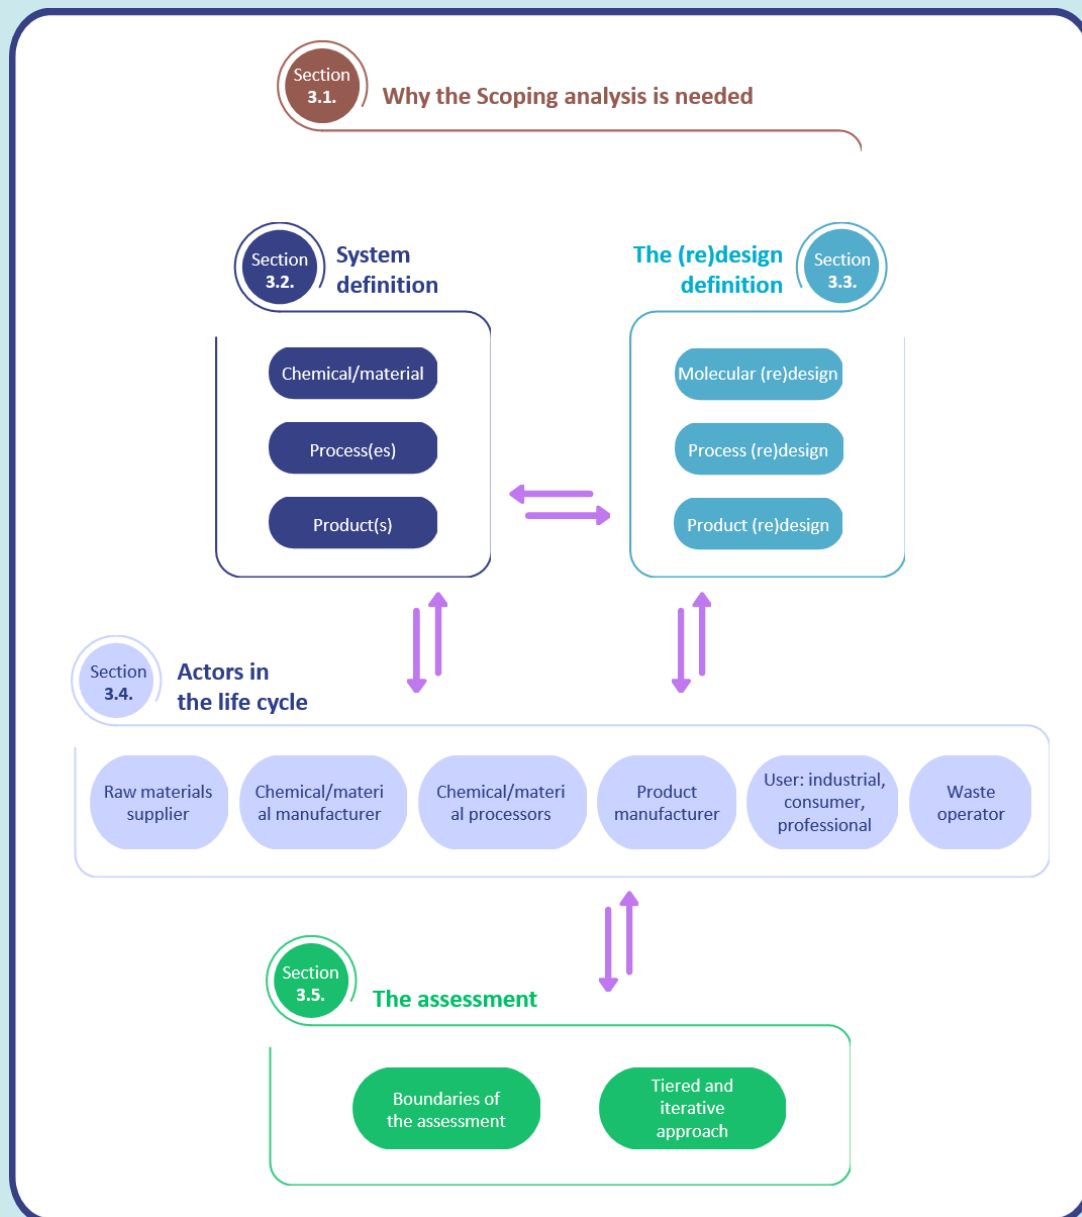 Section
3.1.
Why the Scoping analysis is needed
Section
3.2.
System
definition
Chemical/material
Process(es)
Product(s)
The (re)design
definition
Section
3.3.
Molecular (re)design
Process (re)design
Product (re)design
Section
3.4.
Actors in
the life cycle
Raw materials
supplier
Chemical/materi
al manufacturer
Chemical/materi
al processors
Product
manufacturer
User: industrial,
consumer,
professional
Waste
operator
Section
3.5.
The assessment
Boundaries of
the assessment
Tiered and
iterative
approach